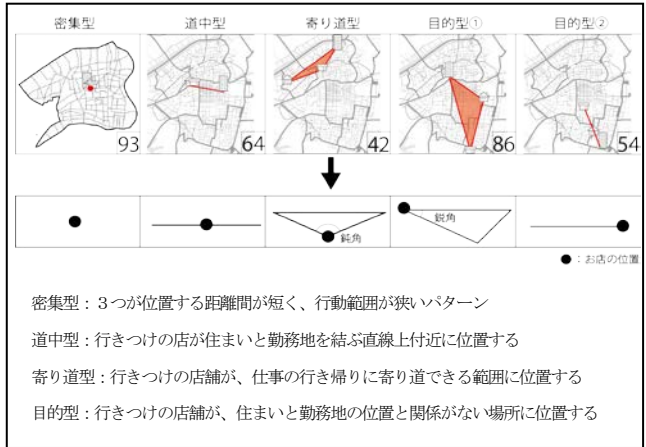 密集型
道中型
寄り道型
目的型①
目的型②
93
64
42
86
54
鈍角
鋭角
●：お店の位置
密集型：３つが位置する距離間が短く、行動範囲が狭いパターン
道中型：行きつけの店が住まいと勤務地を結ぶ直線上付近に位置する
寄り道型：行きつけの店舗が、仕事の行き帰りに寄り道できる範囲に位置する
目的型：行きつけの店舗が、住まいと勤務地の位置と関係がない場所に位置する